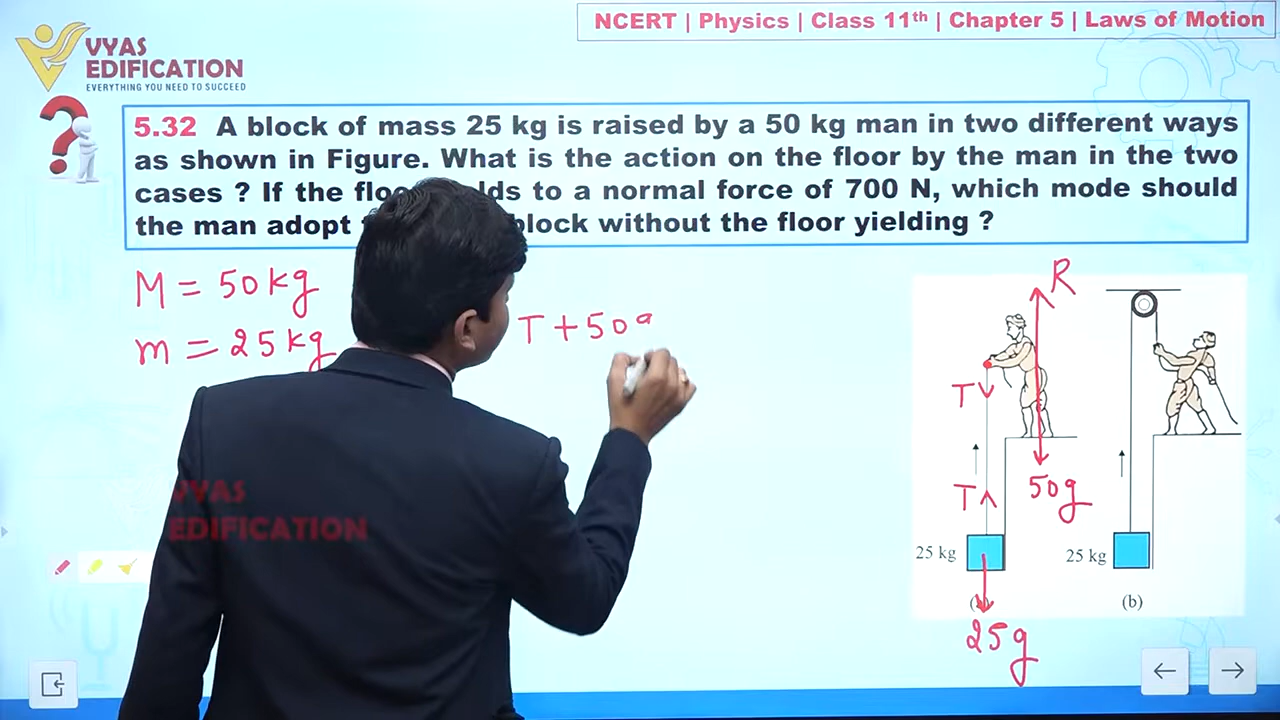 NCERT | Physics | Class 11th | Chapter 5 | Laws of Motion
VYAS
EDIFICATION
EVERYTHING YOU NEED TO SUCCEED
?
5.32 A block of mass 25 kg is raised by a 50 kg man in two different ways
as shown in Figure. What is the action on the floor by the man in the two
cases ? If the floo lds to a normal force of 700 N, which mode should
the man adopt block without the floor yielding ?
M = 50kg
m = 25kg
T + 50g
R
T
T
50g
25 kg
25 kg
(b)
25g
VYAS
EDIFICATION